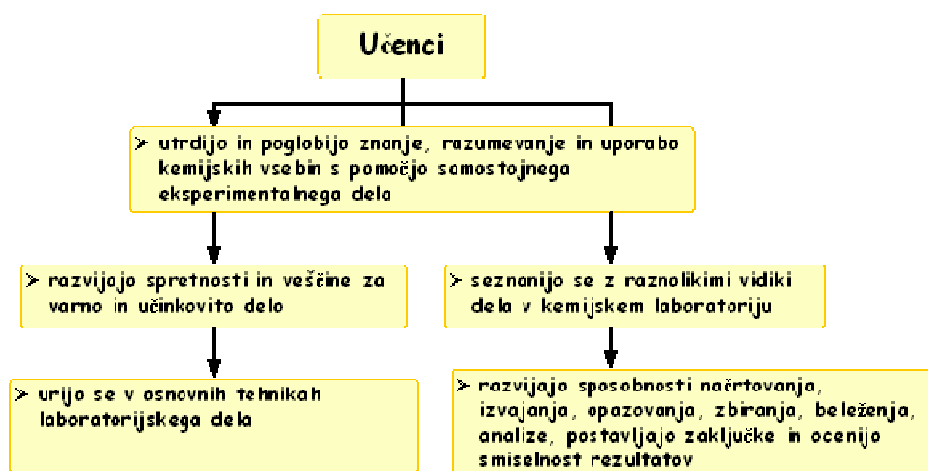 Učenci
➢ utrdijo in poglobijo znanje, razumevanje in uporabo
kemijskih vsebin s pomočjo samostojnega
eksperimentalnega dela
➢ razvijajo spretnosti in veščine za
varno in učinkovito delo
➢ seznanijo se z raznolikimi vidiki
dela v kemijskem laboratoriju
➢ urijo se v osnovnih tehnikah
laboratorijskega dela
➢ razvijajo sposobnosti načrtovanja,
izvajanja, opazovanja, zbiranja, beleženja,
analize, postavljajo zaključke in ocenijo
smiselnost rezultatov